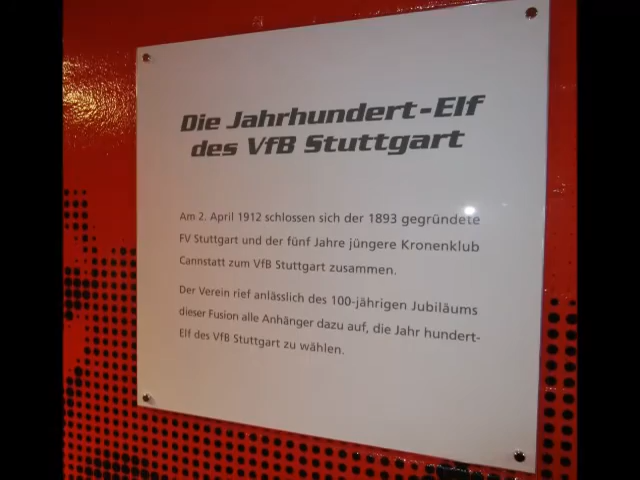 Die Jahrhundert-Elf
des VfB Stuttgart
Am 2. April 1912 schlossen sich der 1893 gegründete
FV Stuttgart und der fünf Jahre jüngere Kronenklub
Cannstatt zum VfB Stuttgart zusammen.
Der Verein rief anlässlich des 100-jährigen Jubiläums
dieser Fusion alle Anhänger dazu auf, die Jahr hundert-
Elf des VfB Stuttgart zu wählen.